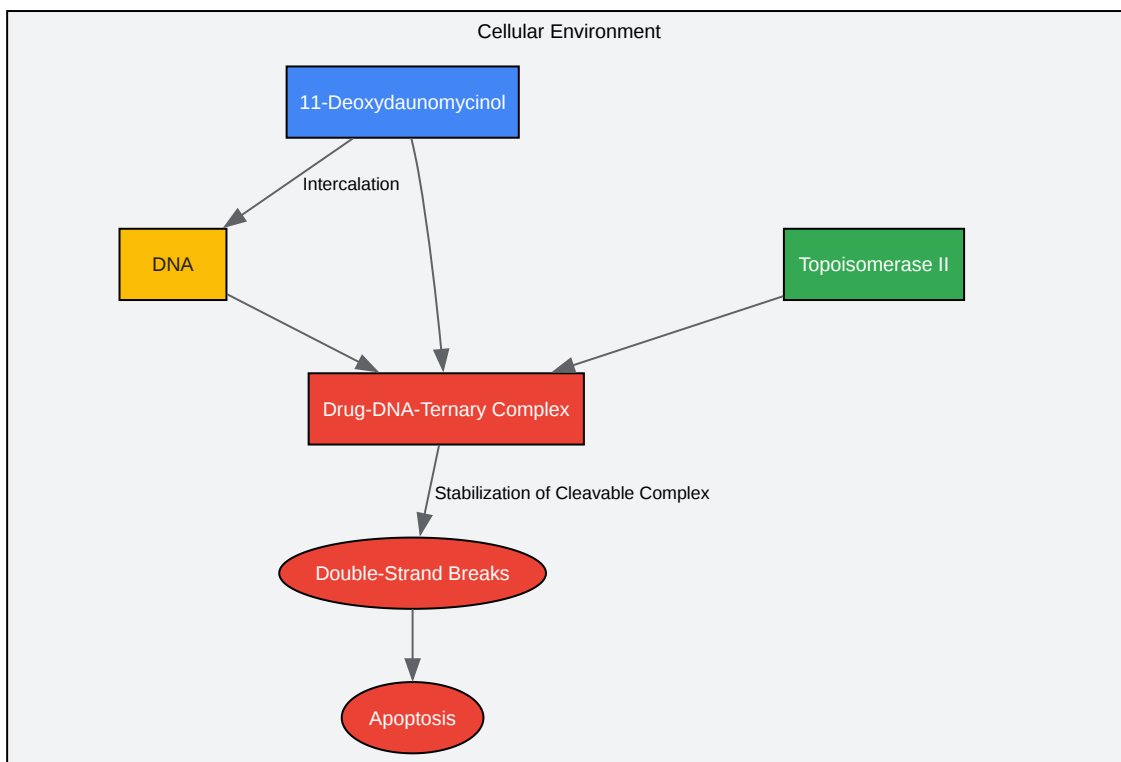 Cellular Environment
11-Deoxydaunomycinol
Intercalation
DNA
Topoisomerase II
Drug-DNA-Ternary Complex
Stabilization of Cleavable Complex
Double-Strand Breaks
Apoptosis